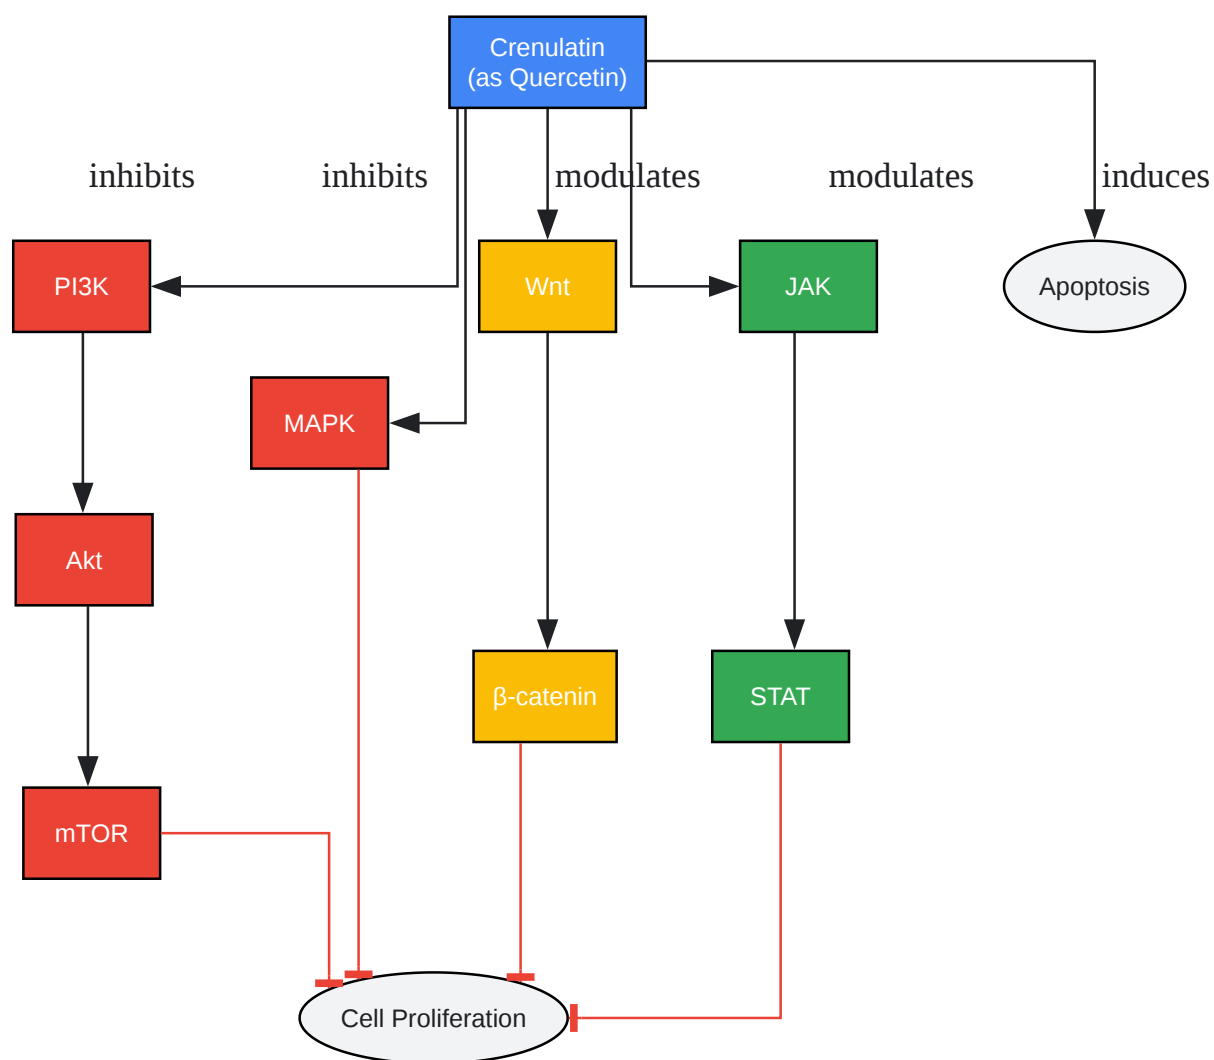 Crenulatin
(as Quercetin)
inhibits
inhibits
modulates
modulates
induces
PI3K
Wnt
JAK
Apoptosis
MAPK
Akt
β-catenin
STAT
mTOR
Cell Proliferation